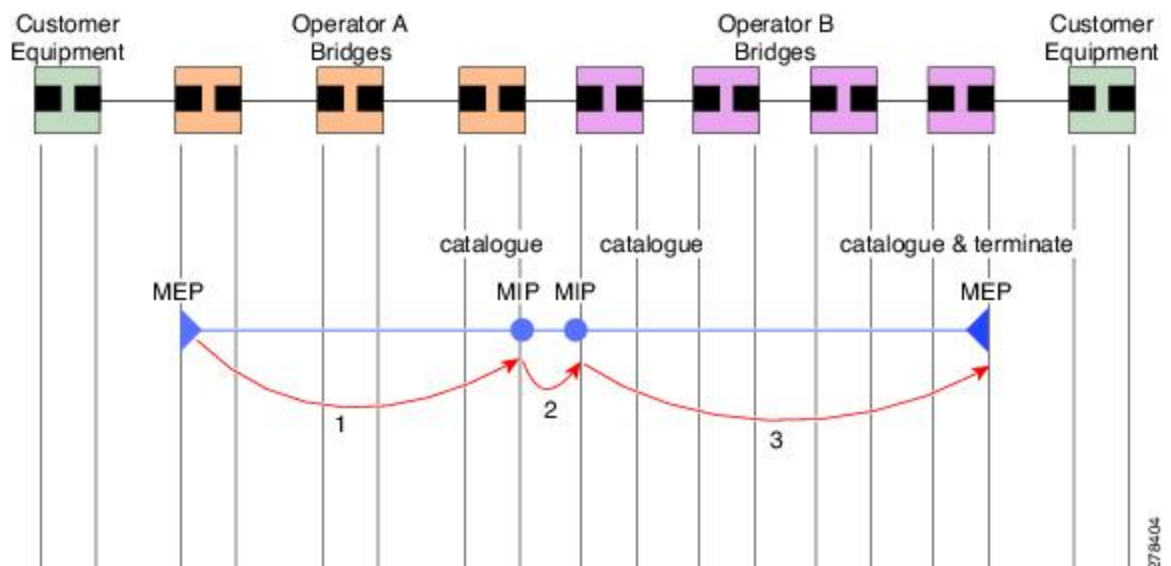 Customer
Equipment
Operator A
Bridges
Operator B
Bridges
Customer
Equipment
catalogue
catalogue
catalogue & terminate
MEP
MIP
MIP
MEP
1
2
3
278404